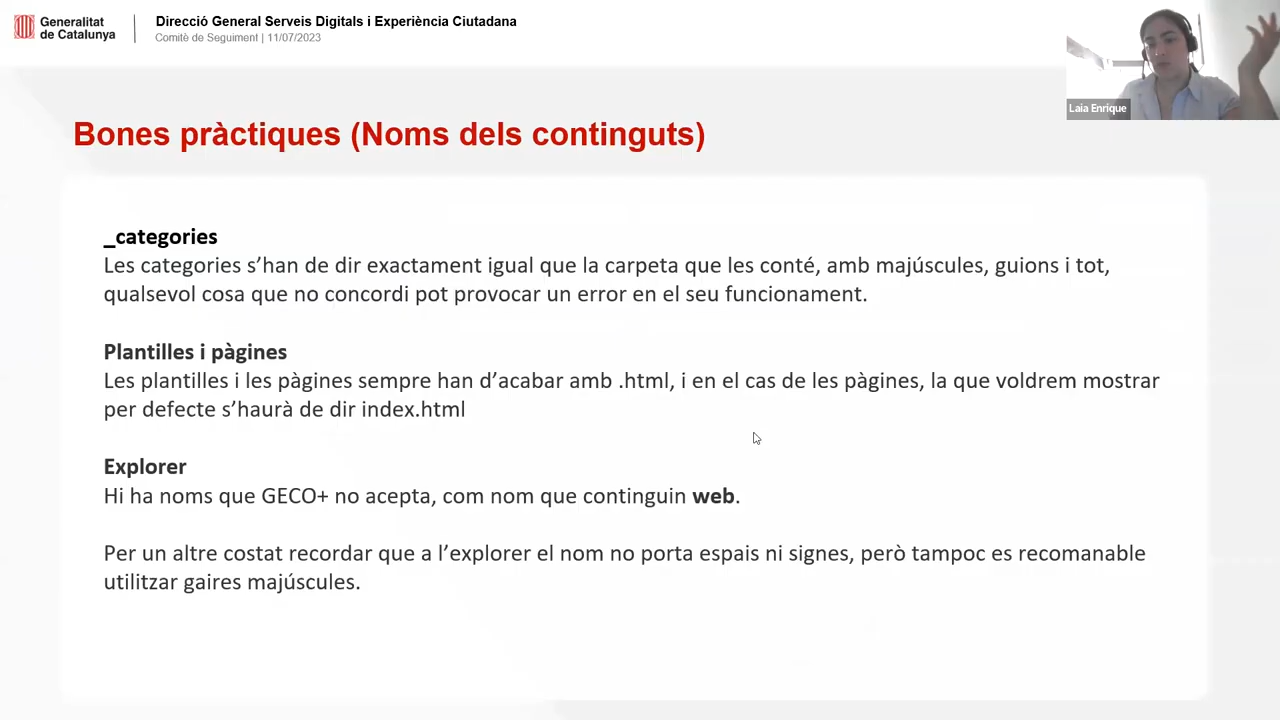 Generalitat
de Catalunya
Direcció General Serveis Digitals i Experiència Ciutadana
Comitè de Seguiment | 11/07/2023
Laia Enrique
Bones pràctiques (Noms dels continguts)
_categories
Les categories s’han de dir exactament igual que la carpeta que les conté, amb majúscules, guions i tot,
qualsevol cosa que no concordi pot provocar un error en el seu funcionament.
Plantilles i pàgines
Les plantilles i les pàgines sempre han d’acabar amb .html, i en el cas de les pàgines, la que voldrem mostrar
per defecte s’haurà de dir index.html
Explorer
Hi ha noms que GECO+ no acepta, com nom que continguin web.
Per un altre costat recordar que a l’explorer el nom no porta espais ni signes, però tampoc es recomanable
utilitzar gaires majúscules.